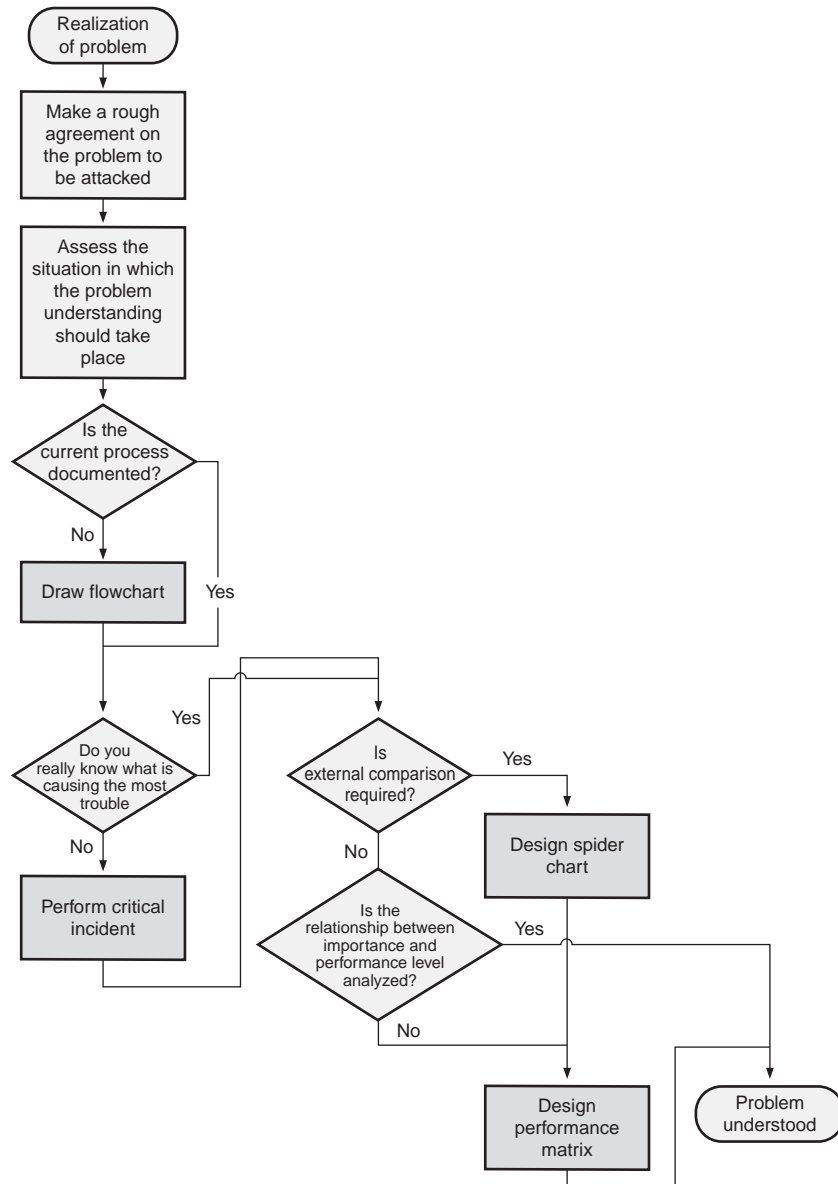 Realization
of problem
Make a rough
agreement on
the problem to
be attacked
Assess the
situation in which
the problem
understanding
should take
place
Is the
current process
documented?
No
Yes
Draw flowchart
Do you
really know what is
causing the most
trouble
Yes
No
Perform critical
incident
Is
external comparison
required?
Yes
No
Design spider
chart
Is the
relationship between
importance and
performance level
analyzed?
Yes
No
Design
performance
matrix
Problem
understood